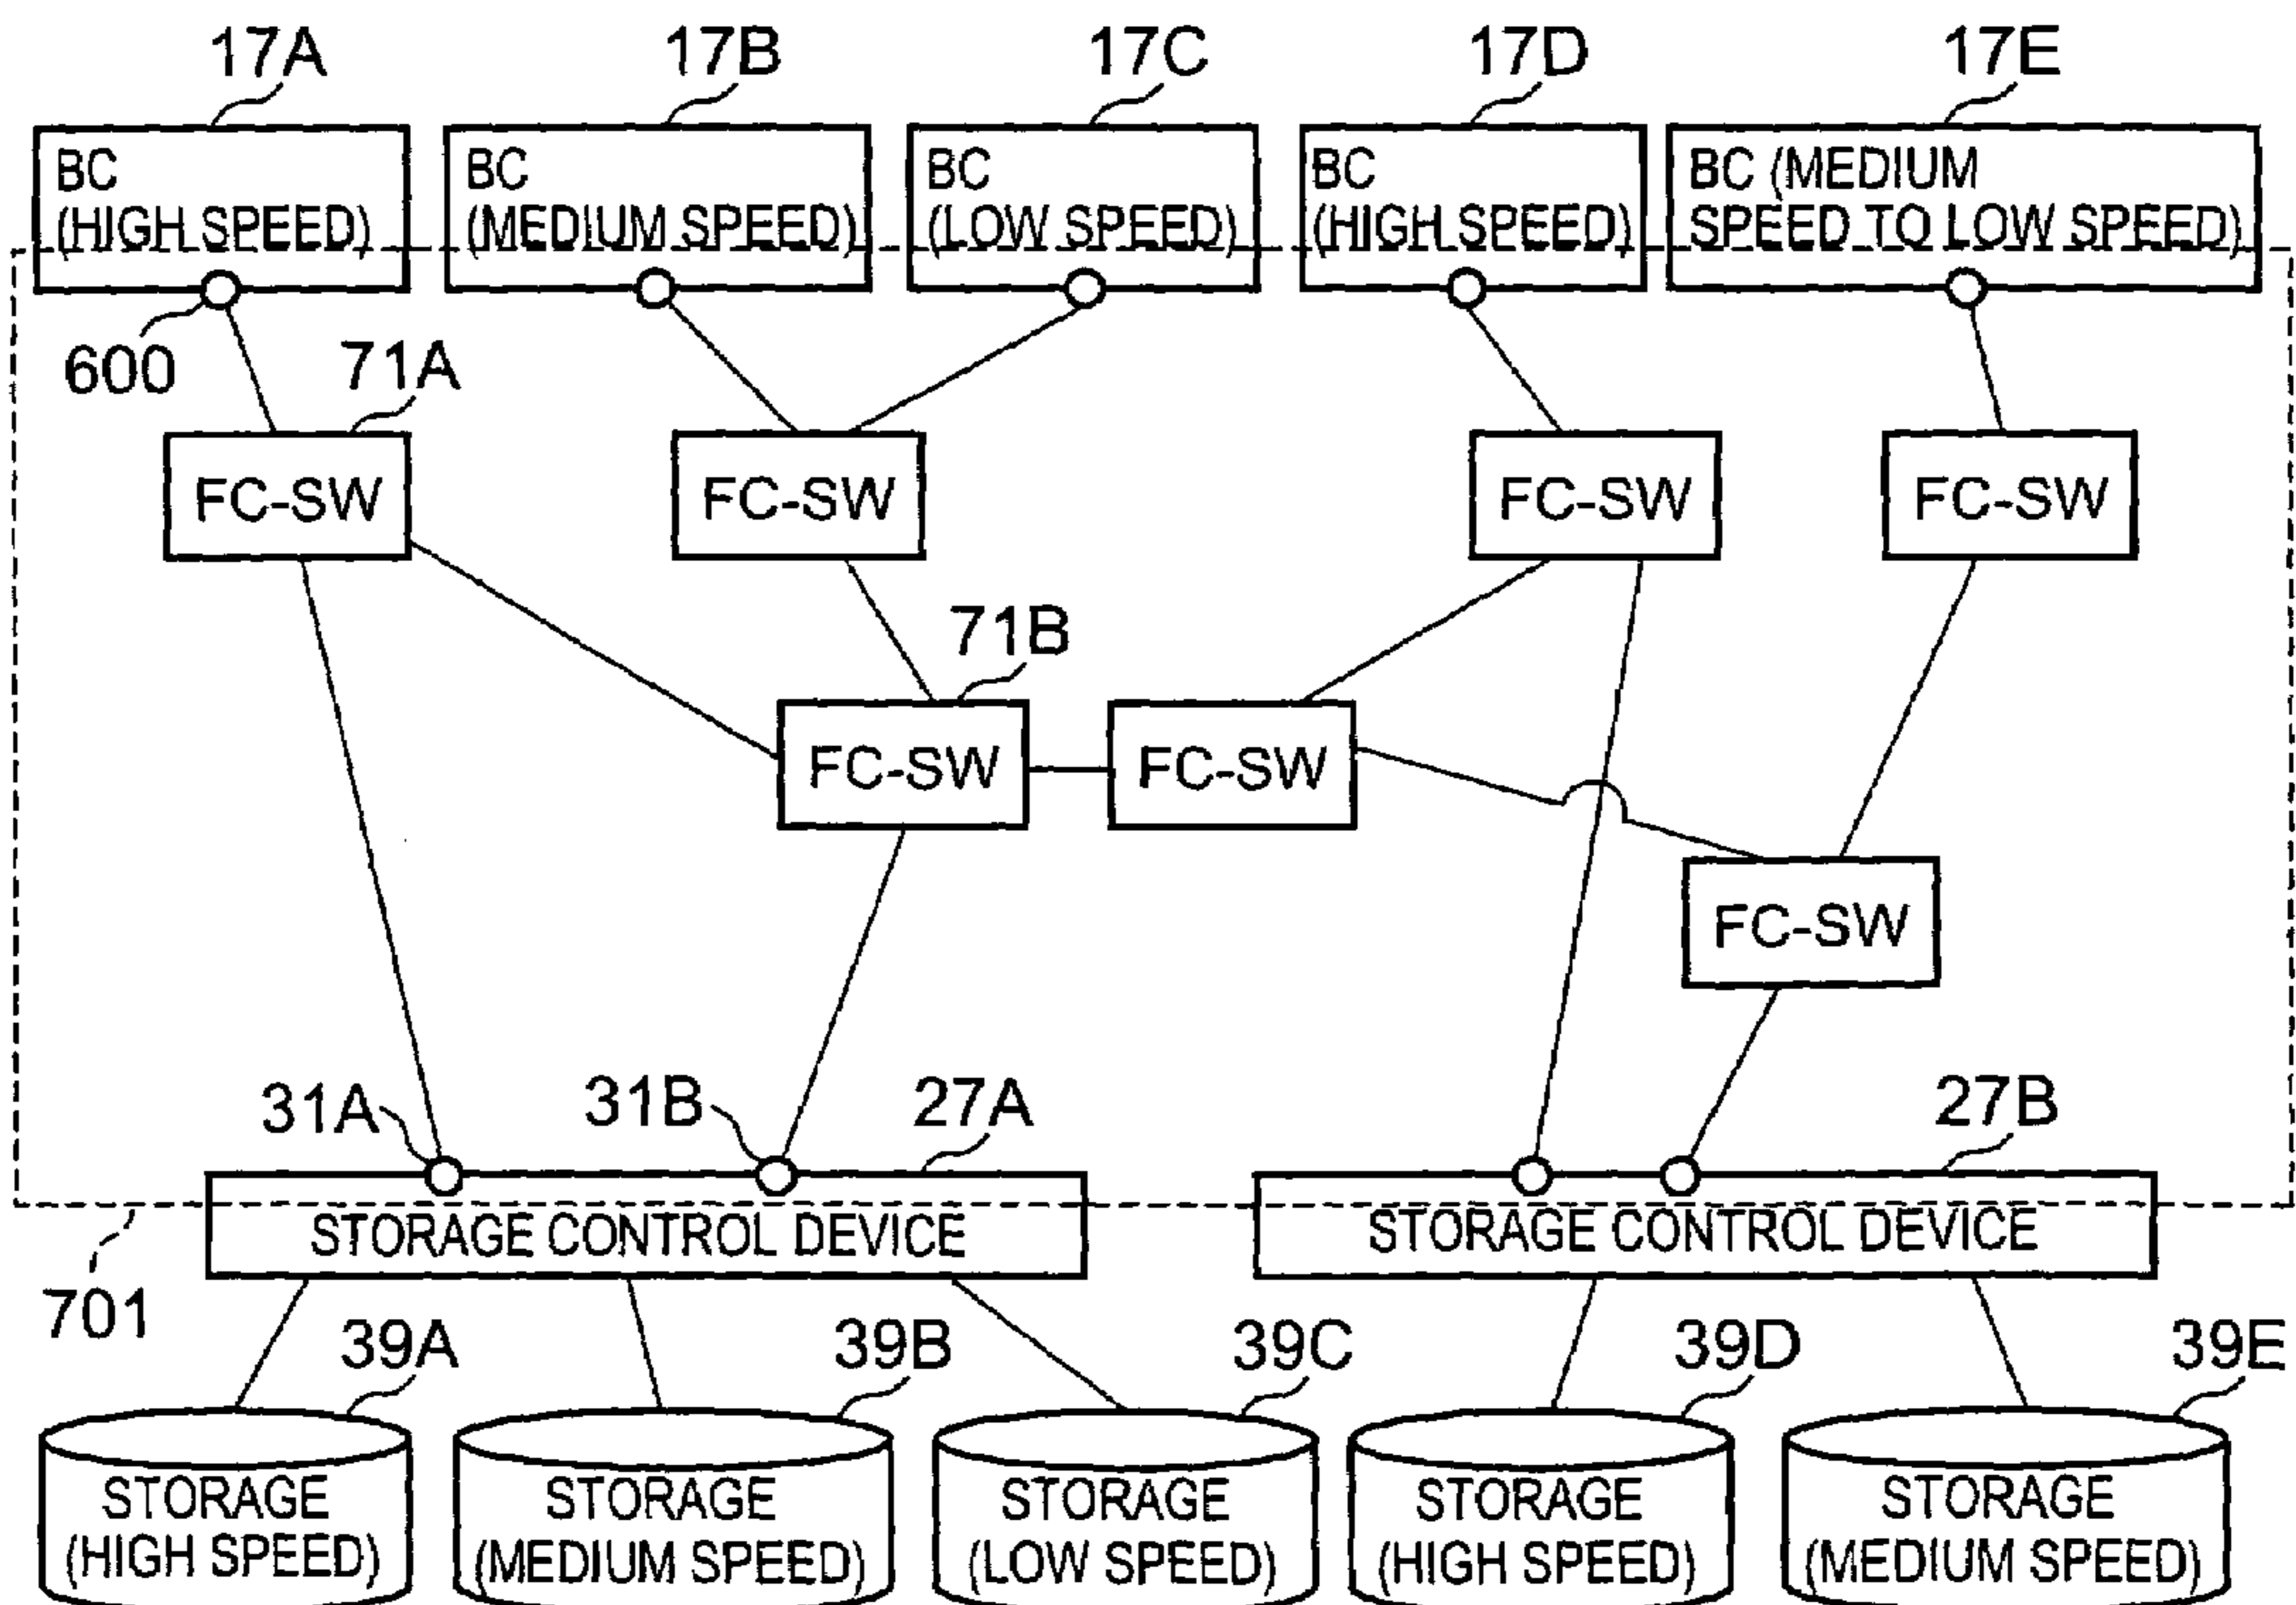 17A
17B
17C
17D
17E
BC
(HIGH SPEED)
BC
(MEDIUM SPEED)
BC
(LOW SPEED)
BC
(HIGH SPEED)
BC (MEDIUM
SPEED TO LOW SPEED)
600
71A
FC-SW
FC-SW
FC-SW
FC-SW
71B
FC-SW
FC-SW
FC-SW
31A
31B
27A
27B
STORAGE CONTROL DEVICE
STORAGE CONTROL DEVICE
701
39A
39B
39C
39D
39E
STORAGE
(HIGH SPEED)
STORAGE
(MEDIUM SPEED)
STORAGE
(LOW SPEED)
STORAGE
(HIGH SPEED)
STORAGE
(MEDIUM SPEED)